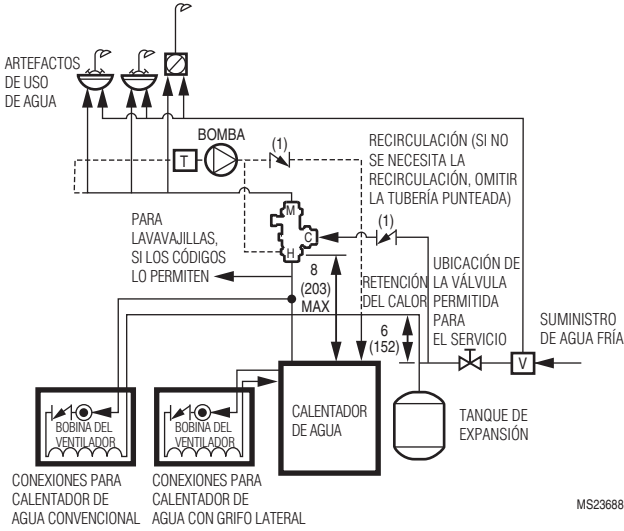 ARTEFACTOS
DE USO
DE AGUA
BOMBA
(1)
T
RECIRCULACIÓN (SI NO
SE NECESITA LA
RECIRCULACIÓN, OMITIR
LA TUBERÍA PUNTEADA)
M
C
H
(1)
PARA
LAVAVAJILLAS,
SI LOS CÓDIGOS
LO PERMITEN
8
(203)
MAX
RETENCIÓN
DEL CALOR
UBICACIÓN DE
LA VÁLVULA
PERMITIDA
PARA
EL SERVICIO
6
(152)
SUMINISTRO
DE AGUA FRÍA
V
BOBINA DEL
VENTILADOR
BOBINA DEL
VENTILADOR
CALENTADOR
DE AGUA
TANQUE DE
EXPANSIÓN
CONEXIONES PARA
CALENTADOR DE
AGUA CONVENCIONAL
CONEXIONES PARA
CALENTADOR DE
AGUA CON GRIFO LATERAL
MS23688